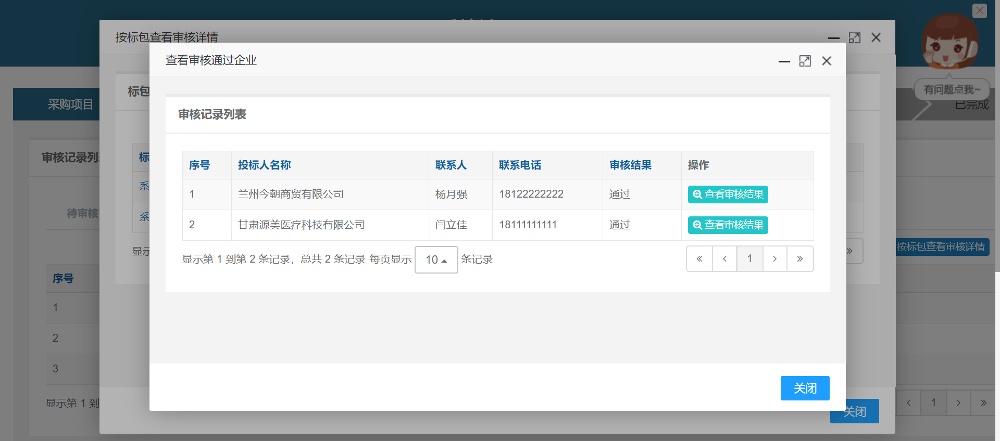 按标包查看审核详情
查看审核通过企业
有问题点我~
标包
采购项目
已完成
审核记录列表
审核记录列
序号 投标人名称 联系人 联系电话 审核结果 操作
标
1 兰州今朝商贸有限公司 杨月强 18122222222 通过 查看审核结果
系
待审核
2 甘肃源美医疗科技有限公司 闫立佳 18111111111 通过 查看审核结果
系
按标包查看审核详情
显示
显示第 1 到第 2 条记录，总共 2 条记录 每页显示 10 条记录
« ‹ 1 › »
»
序号
1
2
3
关闭
显示第 1 到
‹ 1 › »
关闭